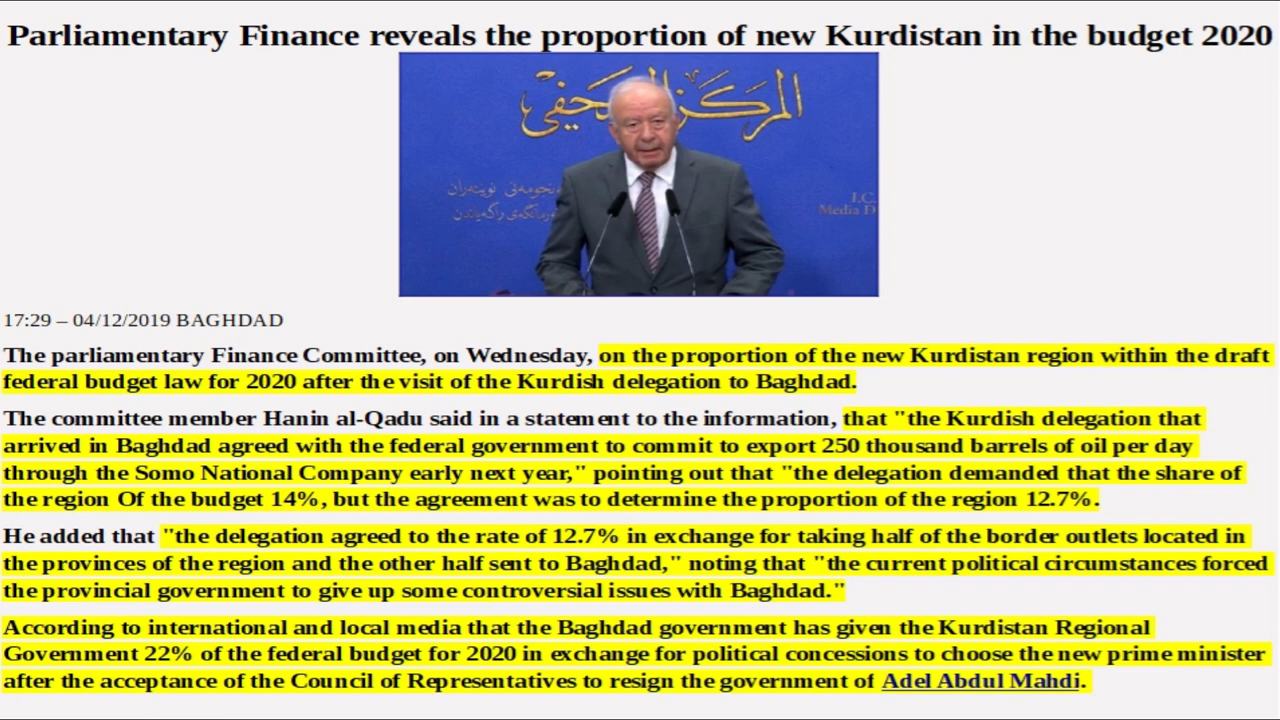 Parliamentary Finance reveals the proportion of new Kurdistan in the budget 2020
المركز الصحفي
I.C.
Media D
17:29 – 04/12/2019 BAGHDAD
The parliamentary Finance Committee, on Wednesday, on the proportion of the new Kurdistan region within the draft
federal budget law for 2020 after the visit of the Kurdish delegation to Baghdad.
The committee member Hanin al-Qadu said in a statement to the information, that "the Kurdish delegation that
arrived in Baghdad agreed with the federal government to commit to export 250 thousand barrels of oil per day
through the Somo National Company early next year," pointing out that "the delegation demanded that the share of
the region Of the budget 14%, but the agreement was to determine the proportion of the region 12.7%.
He added that "the delegation agreed to the rate of 12.7% in exchange for taking half of the border outlets located in
the provinces of the region and the other half sent to Baghdad," noting that "the current political circumstances forced
the provincial government to give up some controversial issues with Baghdad."
According to international and local media that the Baghdad government has given the Kurdistan Regional
Government 22% of the federal budget for 2020 in exchange for political concessions to choose the new prime minister
after the acceptance of the Council of Representatives to resign the government of Adel Abdul Mahdi.